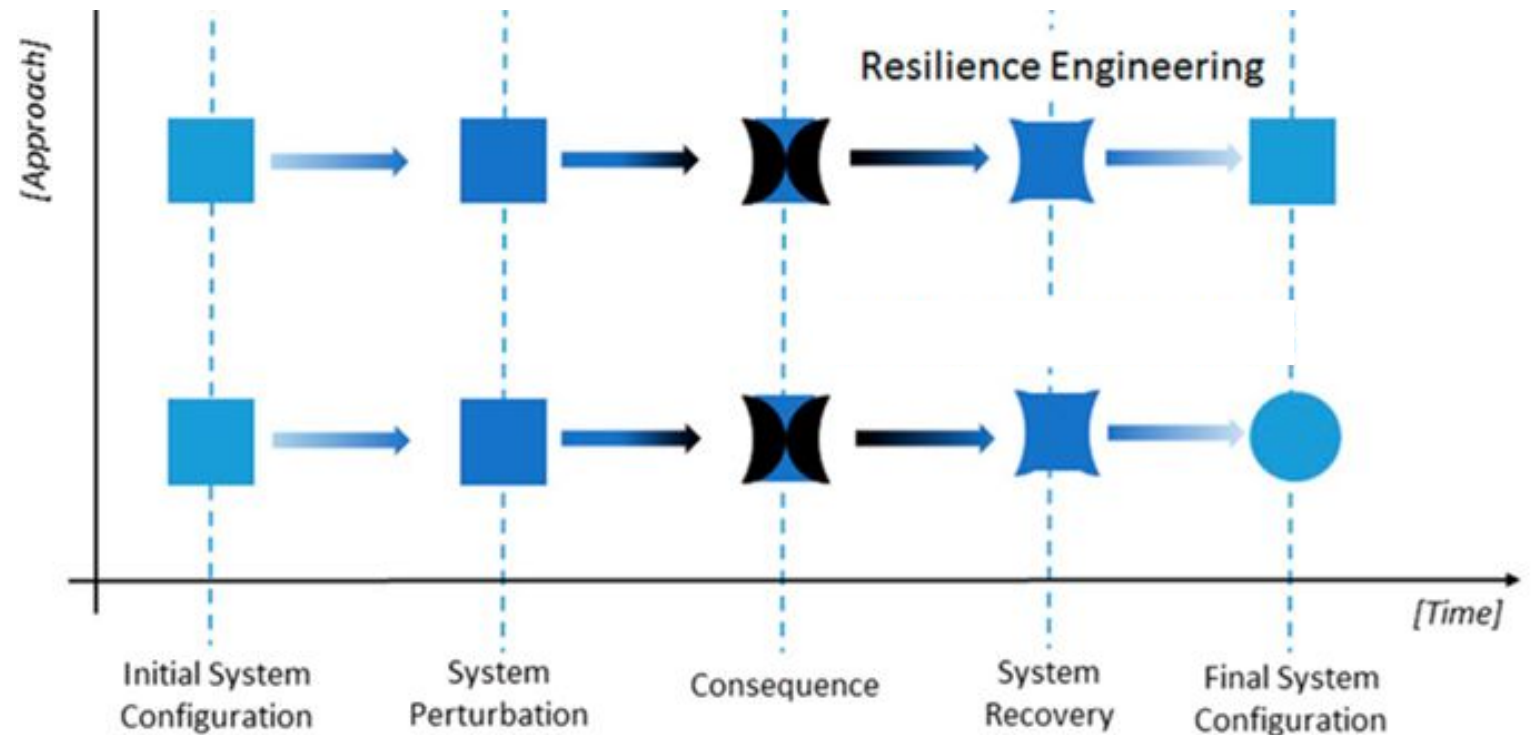 [Approach]
Resilience Engineering
[Time]
Initial System
Configuration
System
Perturbation
Consequence
System
Recovery
Final System
Configuration